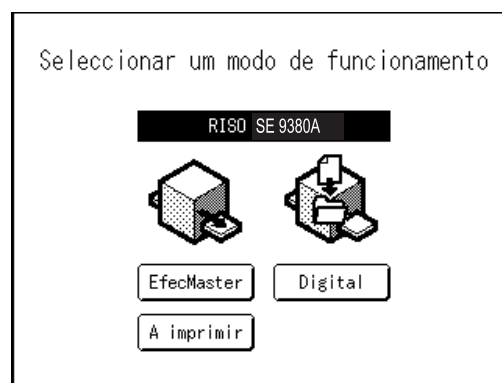 Seleccionar um modo de funcionamento
RISO SE 9380A
EfecMaster Digital
A imprimir